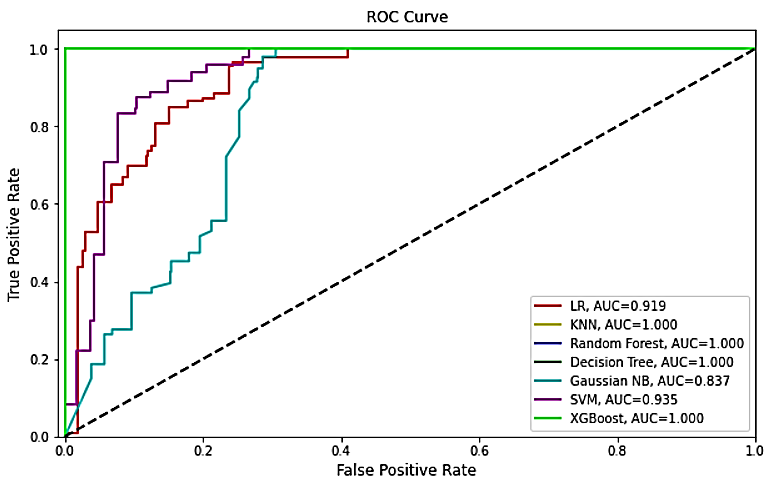 ROC Curve
True Positive Rate
1.0
0.8
0.6
0.4
0.2
0.0
0.0 0.2 0.4 0.6 0.8 1.0
False Positive Rate
LR, AUC=0.919
KNN, AUC=1.000
Random Forest, AUC=1.000
Decision Tree, AUC=1.000
Gaussian NB, AUC=0.837
SVM, AUC=0.935
XGBoost, AUC=1.000